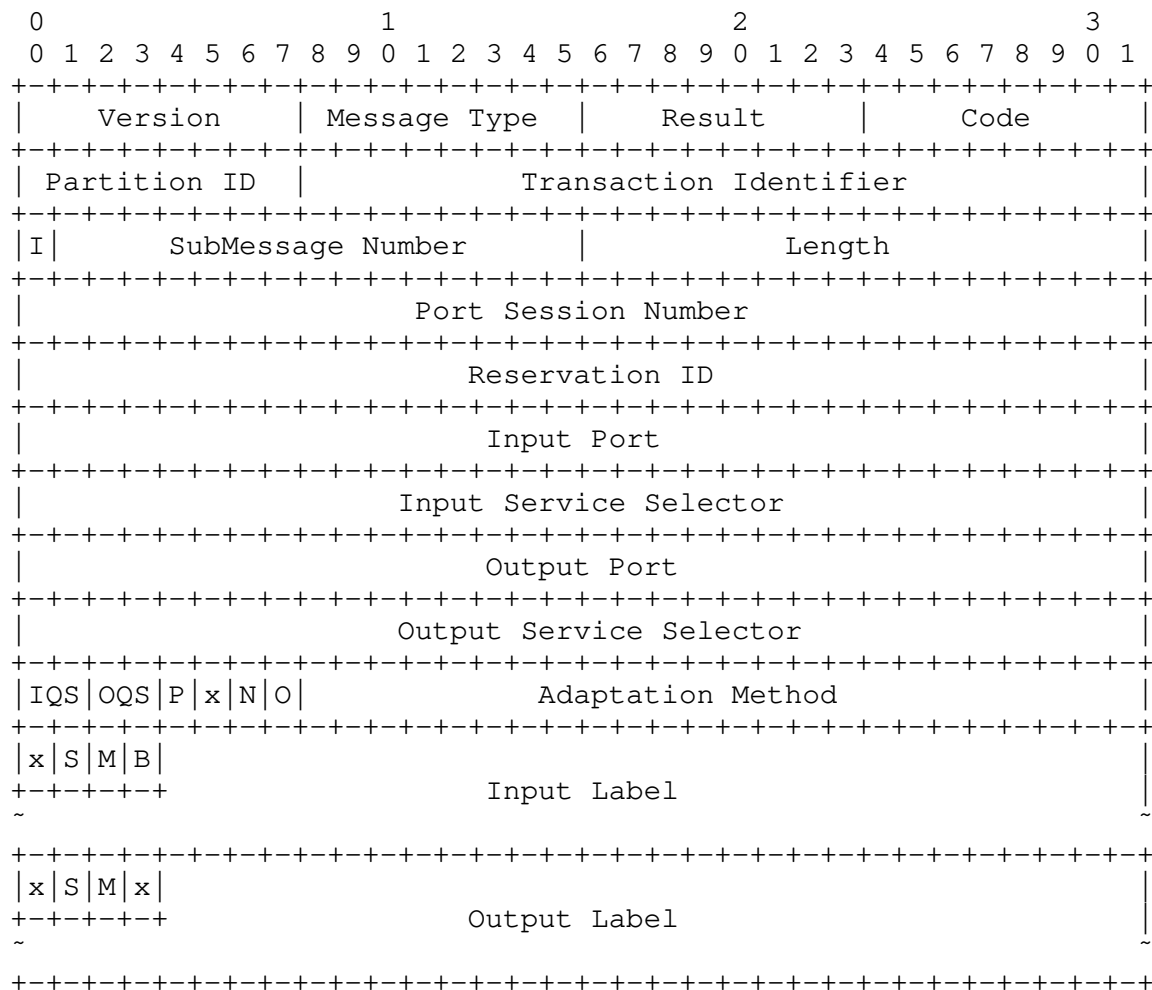 0                   1                   2                   3
 0 1 2 3 4 5 6 7 8 9 0 1 2 3 4 5 6 7 8 9 0 1 2 3 4 5 6 7 8 9 0 1
+-+-+-+-+-+-+-+-+-+-+-+-+-+-+-+-+-+-+-+-+-+-+-+-+-+-+-+-+-+-+-+-+
|    Version    | Message Type  |    Result     |     Code      |
+-+-+-+-+-+-+-+-+-+-+-+-+-+-+-+-+-+-+-+-+-+-+-+-+-+-+-+-+-+-+-+-+
| Partition ID  |            Transaction Identifier             |
+-+-+-+-+-+-+-+-+-+-+-+-+-+-+-+-+-+-+-+-+-+-+-+-+-+-+-+-+-+-+-+-+
|I|      SubMessage Number      |           Length              |
+-+-+-+-+-+-+-+-+-+-+-+-+-+-+-+-+-+-+-+-+-+-+-+-+-+-+-+-+-+-+-+-+
|                      Port Session Number                      |
+-+-+-+-+-+-+-+-+-+-+-+-+-+-+-+-+-+-+-+-+-+-+-+-+-+-+-+-+-+-+-+-+
|                         Reservation ID                        |
+-+-+-+-+-+-+-+-+-+-+-+-+-+-+-+-+-+-+-+-+-+-+-+-+-+-+-+-+-+-+-+-+
|                          Input Port                           |
+-+-+-+-+-+-+-+-+-+-+-+-+-+-+-+-+-+-+-+-+-+-+-+-+-+-+-+-+-+-+-+-+
|                     Input Service Selector                    |
+-+-+-+-+-+-+-+-+-+-+-+-+-+-+-+-+-+-+-+-+-+-+-+-+-+-+-+-+-+-+-+-+
|                          Output Port                          |
+-+-+-+-+-+-+-+-+-+-+-+-+-+-+-+-+-+-+-+-+-+-+-+-+-+-+-+-+-+-+-+-+
|                     Output Service Selector                   |
+-+-+-+-+-+-+-+-+-+-+-+-+-+-+-+-+-+-+-+-+-+-+-+-+-+-+-+-+-+-+-+-+
|IQS|OQS|P|x|N|O|             Adaptation Method                 |
+-+-+-+-+-+-+-+-+-+-+-+-+-+-+-+-+-+-+-+-+-+-+-+-+-+-+-+-+-+-+-+-+
|x|S|M|B|                                                       |
+-+-+-+-+                  Input Label                          |
~                                                               ~
+-+-+-+-+-+-+-+-+-+-+-+-+-+-+-+-+-+-+-+-+-+-+-+-+-+-+-+-+-+-+-+-+
|x|S|M|x|                                                       |
+-+-+-+-+                 Output Label                          |
~                                                               ~
+-+-+-+-+-+-+-+-+-+-+-+-+-+-+-+-+-+-+-+-+-+-+-+-+-+-+-+-+-+-+-+-+